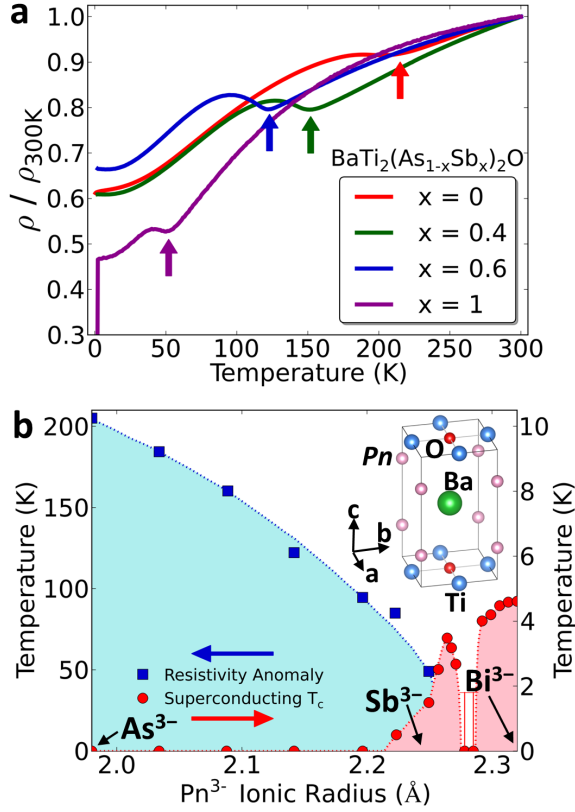 a
1.0
0.9
0.8
0.7
0.6
0.5
0.4
0.3
ρ / ρ300K
BaTi2(As1-xSbx)2O
x = 0
x = 0.4
x = 0.6
x = 1
0 50 100 150 200 250 300
Temperature (K)
b
200
150
100
50
0
Temperature (K)
10
8
6
4
2
0
Temperature (K)
Pn
O
Ba
Ti
c
b
a
Resistivity Anomaly
Superconducting Tc
As3−
Sb3−
Bi3−
2.0 2.1 2.2 2.3
Pn3- Ionic Radius (Å)